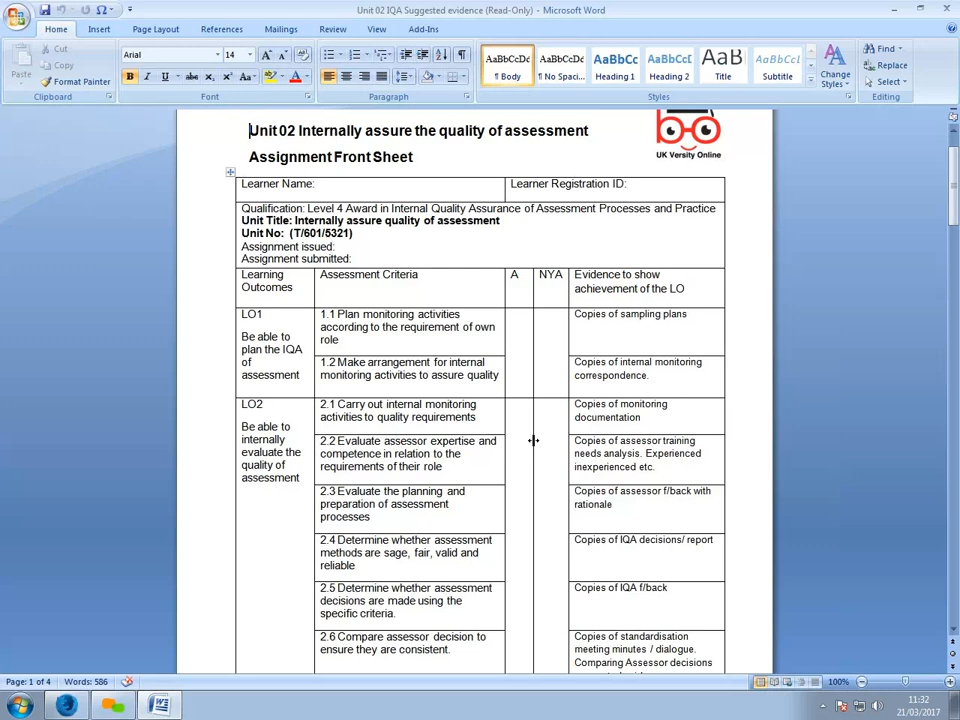 Unit 02 IQA Suggested evidence (Read-Only) - Microsoft Word
Home Insert Page Layout References Mailings Review View Add-Ins
Paste
Cut
Copy
Format Painter
Clipboard
Arial 14
Font
Paragraph
AaBbCcDc AaBbCcDc AaBbCc AaBbCc AaB AaBbCcL
¶ Body ¶ No Spaci... Heading 1 Heading 2 Title Subtitle
Change Styles
Styles
Find
Replace
Select
Editing
Unit 02 Internally assure the quality of assessment
Assignment Front Sheet
UK Versity Online
Learner Name: Learner Registration ID:
Qualification: Level 4 Award in Internal Quality Assurance of Assessment Processes and Practice
Unit Title: Internally assure quality of assessment
Unit No: (T/601/5321)
Assignment issued:
Assignment submitted:
Learning Outcomes
Assessment Criteria
A
NYA
Evidence to show
achievement of the LO
LO1
Be able to
plan the IQA
of
assessment
1.1 Plan monitoring activities
according to the requirement of own
role
Copies of sampling plans
1.2 Make arrangement for internal
monitoring activities to assure quality
Copies of internal monitoring
correspondence.
LO2
Be able to
internally
evaluate the
quality of
assessment
2.1 Carry out internal monitoring
activities to quality requirements
Copies of monitoring
documentation
2.2 Evaluate assessor expertise and
competence in relation to the
requirements of their role
Copies of assessor training
needs analysis. Experienced
inexperienced etc.
2.3 Evaluate the planning and
preparation of assessment
processes
Copies of assessor f/back with
rationale
2.4 Determine whether assessment
methods are sage, fair, valid and
reliable
Copies of IQA decisions/ report
2.5 Determine whether assessment
decisions are made using the
specific criteria.
Copies of IQA f/back
2.6 Compare assessor decision to
ensure they are consistent.
Copies of standardisation
meeting minutes / dialogue.
Comparing Assessor decisions
Page: 1 of 4 Words: 586 100%
11:32
21/03/2017